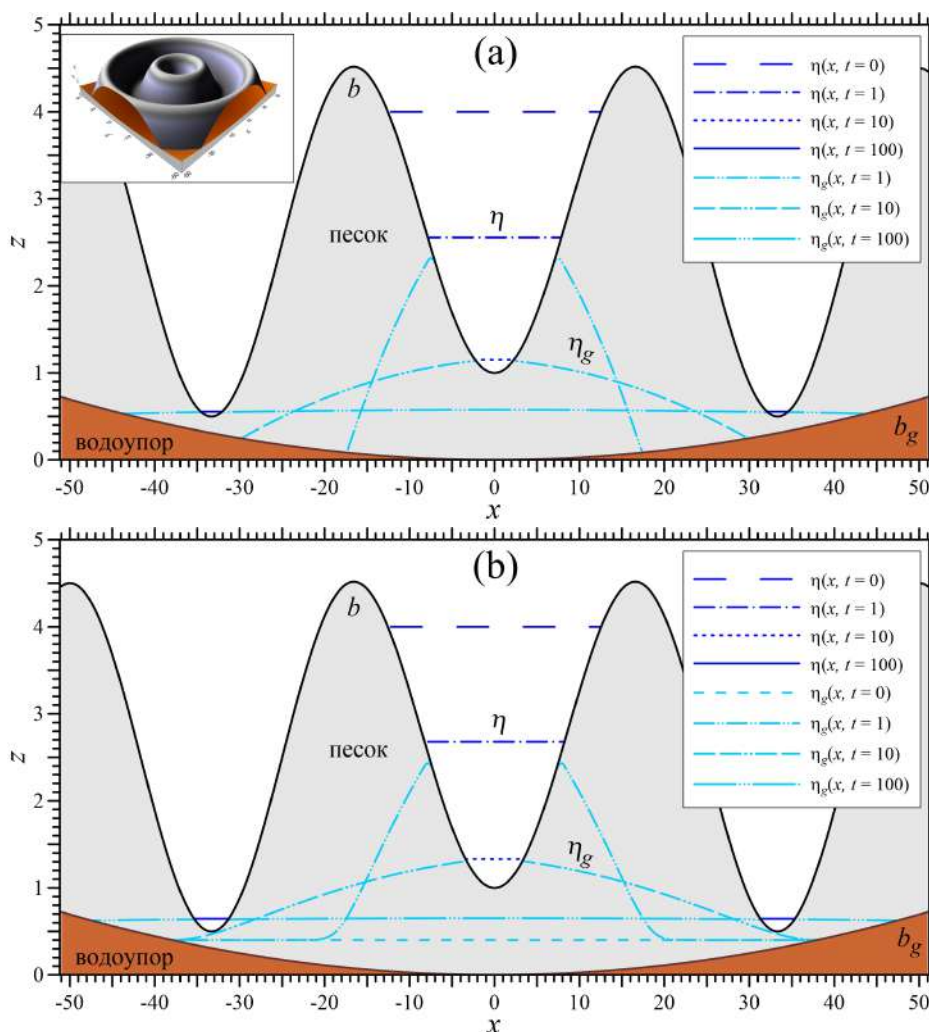 (a)
5
4
3
2
1
0
z
b
песок
η
η_g
водоупор
b_g
η(x, t = 0)
η(x, t = 1)
η(x, t = 10)
η(x, t = 100)
η_g(x, t = 1)
η_g(x, t = 10)
η_g(x, t = 100)
-50 -40 -30 -20 -10 0 10 20 30 40 50
x
(b)
5
4
3
2
1
0
z
b
песок
η
η_g
водоупор
b_g
η(x, t = 0)
η(x, t = 1)
η(x, t = 10)
η(x, t = 100)
η_g(x, t = 0)
η_g(x, t = 1)
η_g(x, t = 10)
η_g(x, t = 100)
-50 -40 -30 -20 -10 0 10 20 30 40 50
x